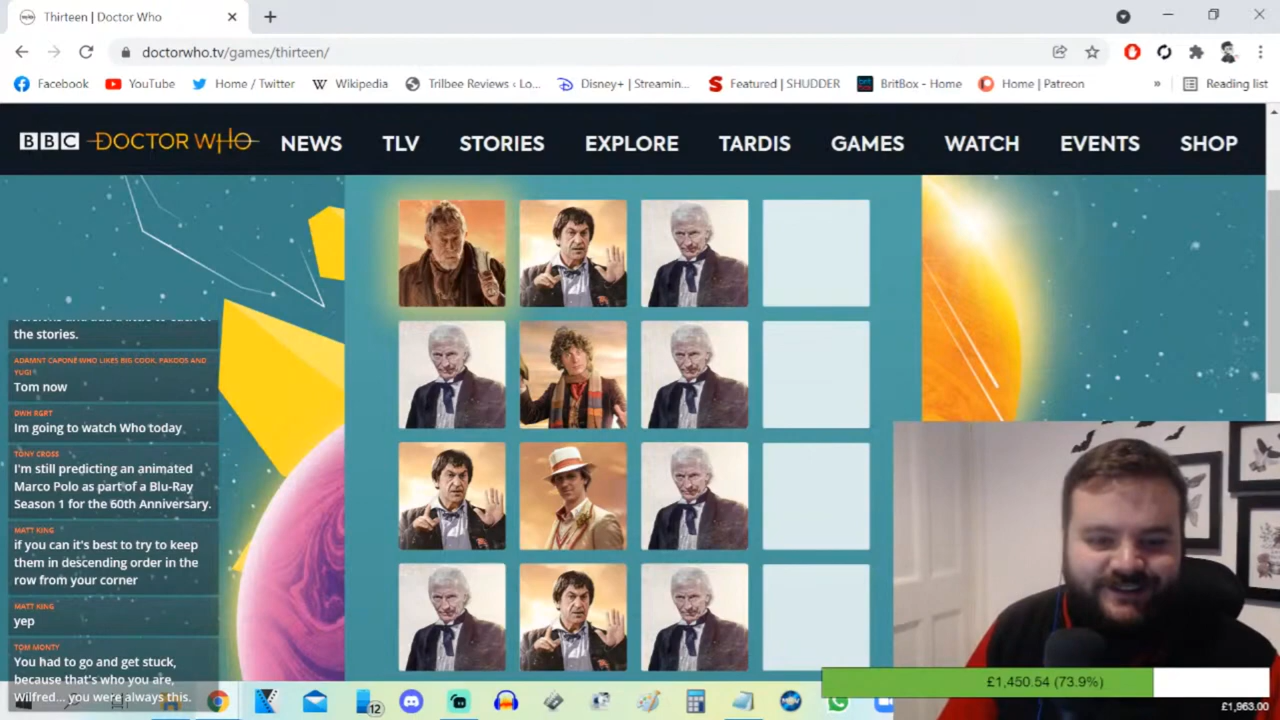 Thirteen | Doctor Who
doctorwho.tv/games/thirteen/
Facebook YouTube Home / Twitter Wikipedia Trilbee Reviews ‹ Lo... Disney+ | Streamin... Featured | SHUDDER BritBox - Home Home | Patreon » Reading list
BBC DOCTOR WHO NEWS TLV STORIES EXPLORE TARDIS GAMES WATCH EVENTS SHOP
the stories.
ADAMNT CAPONE WHO LIKES BIG COOK, PAKDOS AND
YUGI
Tom now
DWH RGRT
Im going to watch Who today
TONY CROSS
I'm still predicting an animated
Marco Polo as part of a Blu-Ray
Season 1 for the 60th Anniversary.
MATT KING
if you can it's best to try to keep
them in descending order in the
row from your corner
MATT KING
yep
TOM MONTY
You had to go and get stuck,
because that's who you are,
Wilfred... you were always this.
12
£1,450.54 (73.9%)
£1,963.00